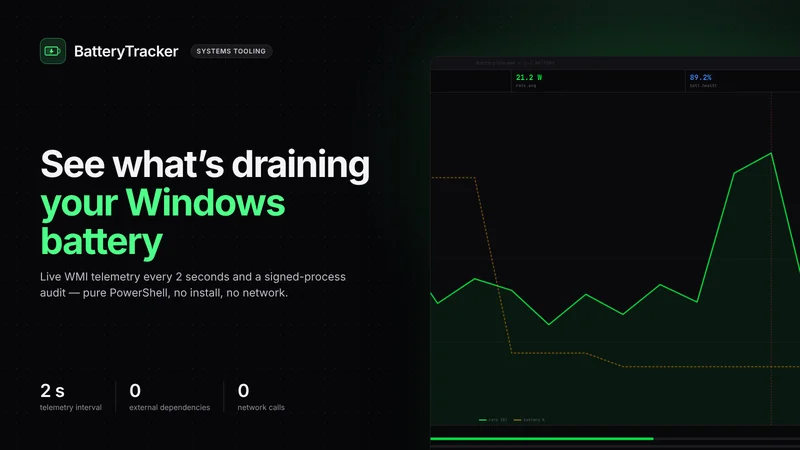 BatteryTracker
SYSTEMS TOOLING
See what’s draining
your Windows
battery
Live WMI telemetry every 2 seconds and a signed-process
audit — pure PowerShell, no install, no network.
2 s
telemetry interval
0
external dependencies
0
network calls
21.2 W
89.2%